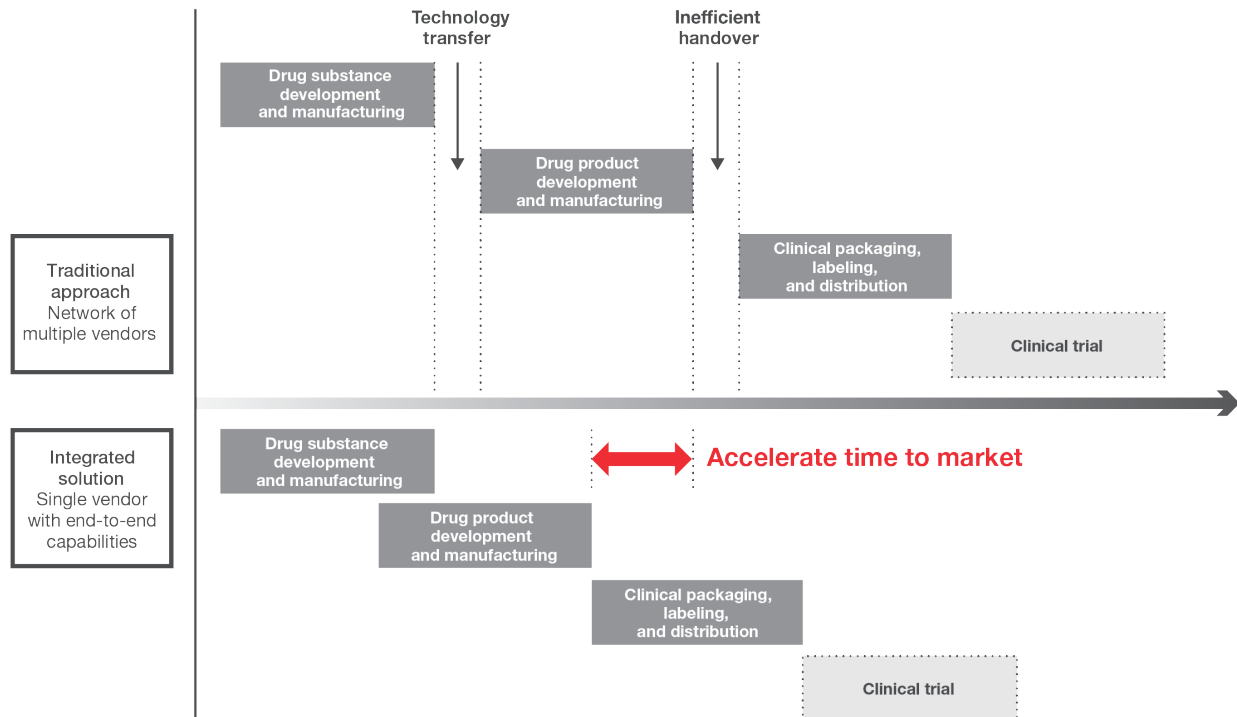 Technology
transfer
Inefficient
handover
Drug substance
development
and manufacturing
Drug product
development
and manufacturing
Clinical packaging,
labeling,
and distribution
Clinical trial
Traditional
approach
Network of
multiple vendors
Integrated
solution
Single vendor
with end-to-end
capabilities
Drug substance
development
and manufacturing
Accelerate time to market
Drug product
development
and manufacturing
Clinical packaging,
labeling,
and distribution
Clinical trial